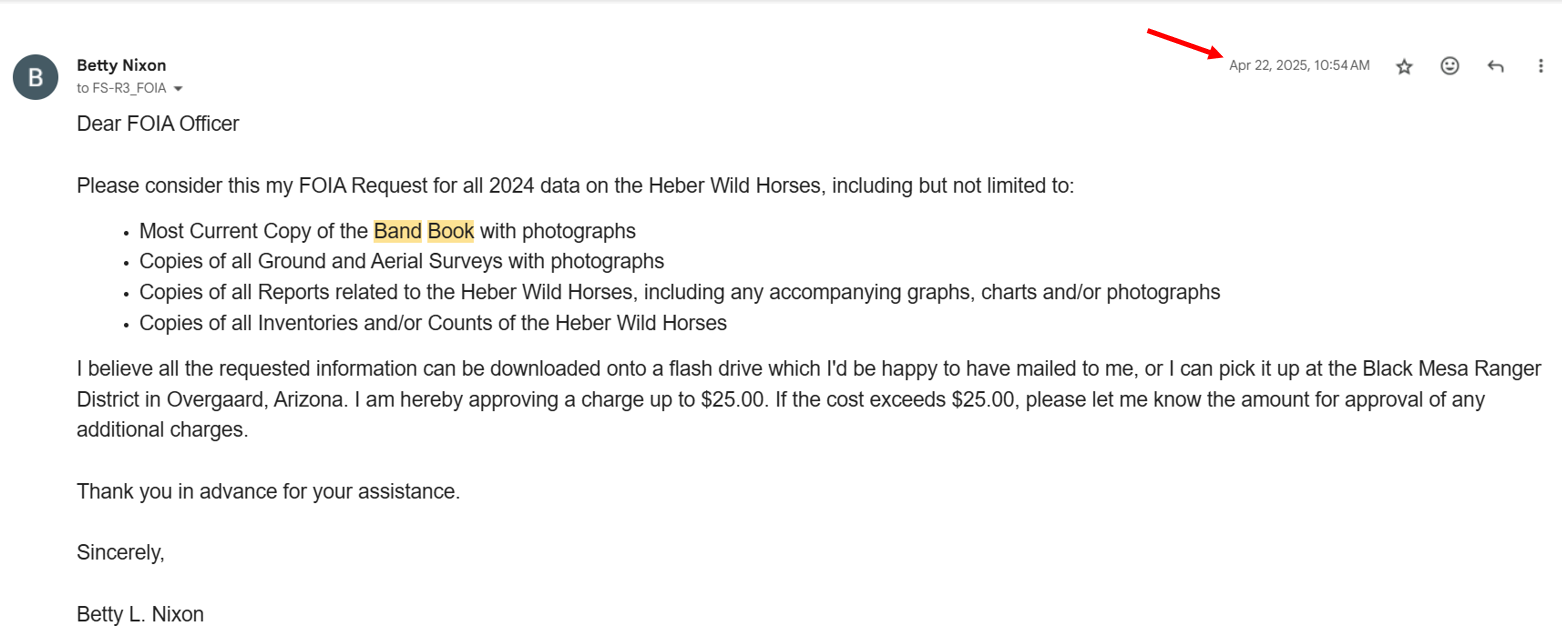 Betty Nixon
Apr 22, 2025, 10:54 AM
B
to FS-R3_FOIA
Dear FOIA Officer
Please consider this my FOIA Request for all 2024 data on the Heber Wild Horses, including but not limited to:
• Most Current Copy of the Band Book with photographs
• Copies of all Ground and Aerial Surveys with photographs
• Copies of all Reports related to the Heber Wild Horses, including any accompanying graphs, charts and/or photographs
• Copies of all Inventories and/or Counts of the Heber Wild Horses
I believe all the requested information can be downloaded onto a flash drive which I'd be happy to have mailed to me, or I can pick it up at the Black Mesa Ranger
District in Overgaard, Arizona. I am hereby approving a charge up to $25.00. If the cost exceeds $25.00, please let me know the amount for approval of any
additional charges.
Thank you in advance for your assistance.
Sincerely,
Betty L. Nixon